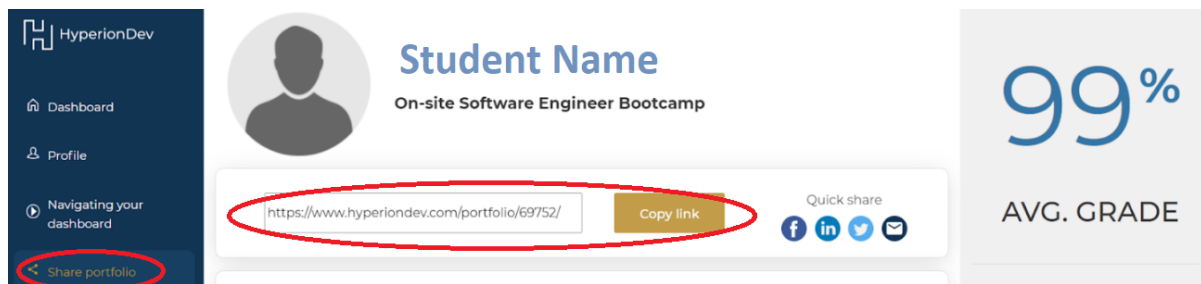 HyperionDev
Dashboard
Profile
Navigating your
dashboard
Share portfolio
Student Name
On-site Software Engineer Bootcamp
https://www.hyperiondev.com/portfolio/69752/
Copy link
Quick share
99%
AVG. GRADE